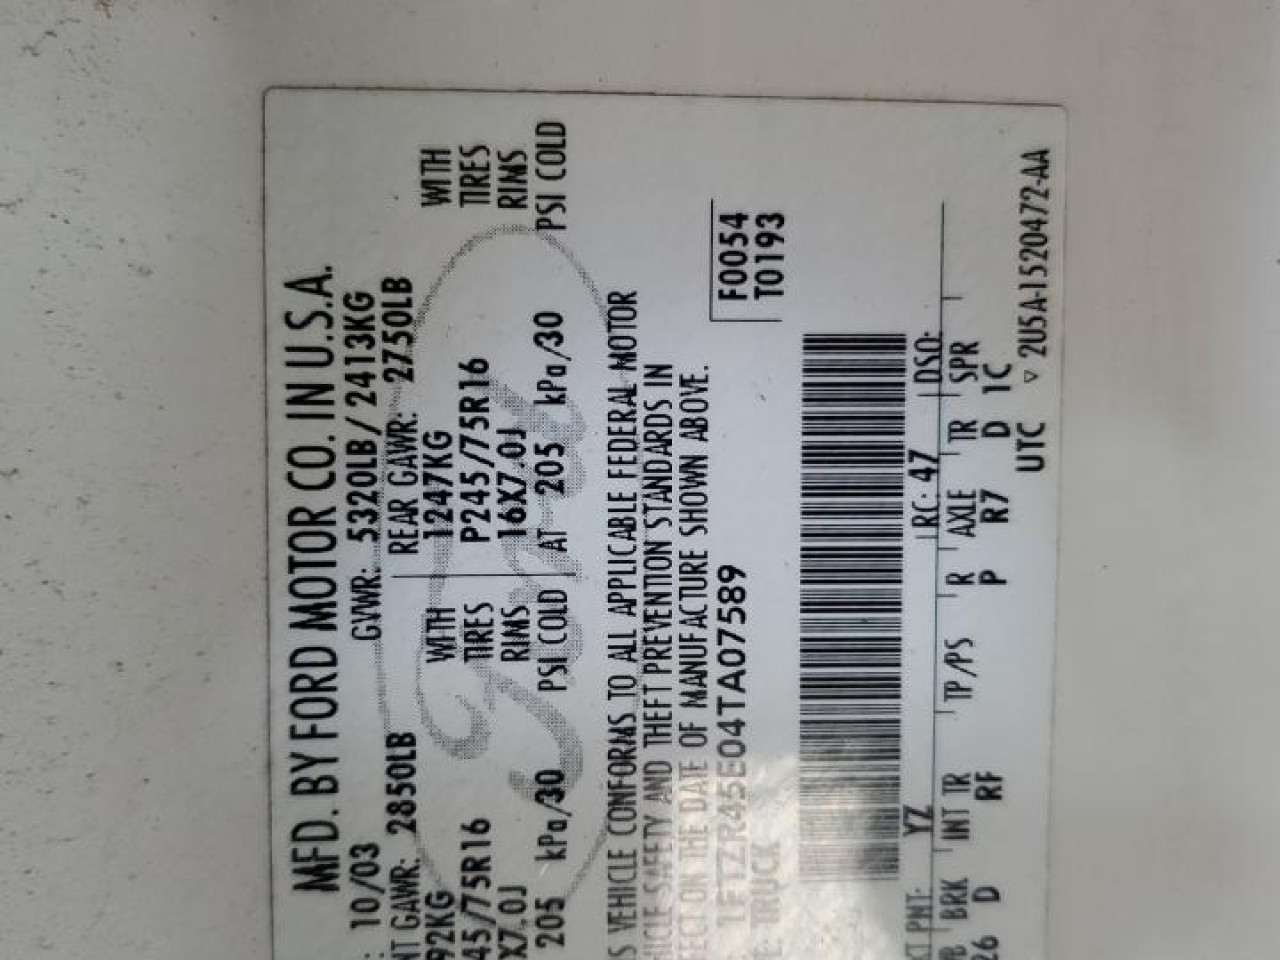 MFD. BY FORD MOTOR CO. IN U.S.A.
: 10/03 GVWR: 5320LB/2413KG
NT GAWR: 2850LB REAR GAWR: 2750LB
92KG WITH 1247KG WITH
45/75R16 TIRES P245/75R16 TIRES
X7.0J RIMS 16X7.0J RIMS
205 kPa/30 PSI COLD AT 205 kPa/30 PSI COLD
S VEHICLE CONFORMS TO ALL APPLICABLE FEDERAL MOTOR
HICLE SAFETY AND THEFT PREVENTION STANDARDS IN
FECT ON THE DATE OF MANUFACTURE SHOWN ABOVE.
1FTZR45E04TA07589 F0054
E: TRUCK T0193
CT PNT: YZ RC: 47 DSO:
BRK INT TR TP/PS R AXLE TR SPR
26 D RF P R7 D 1C
UTC ▽ 2U5A-1520472-AA
Ford